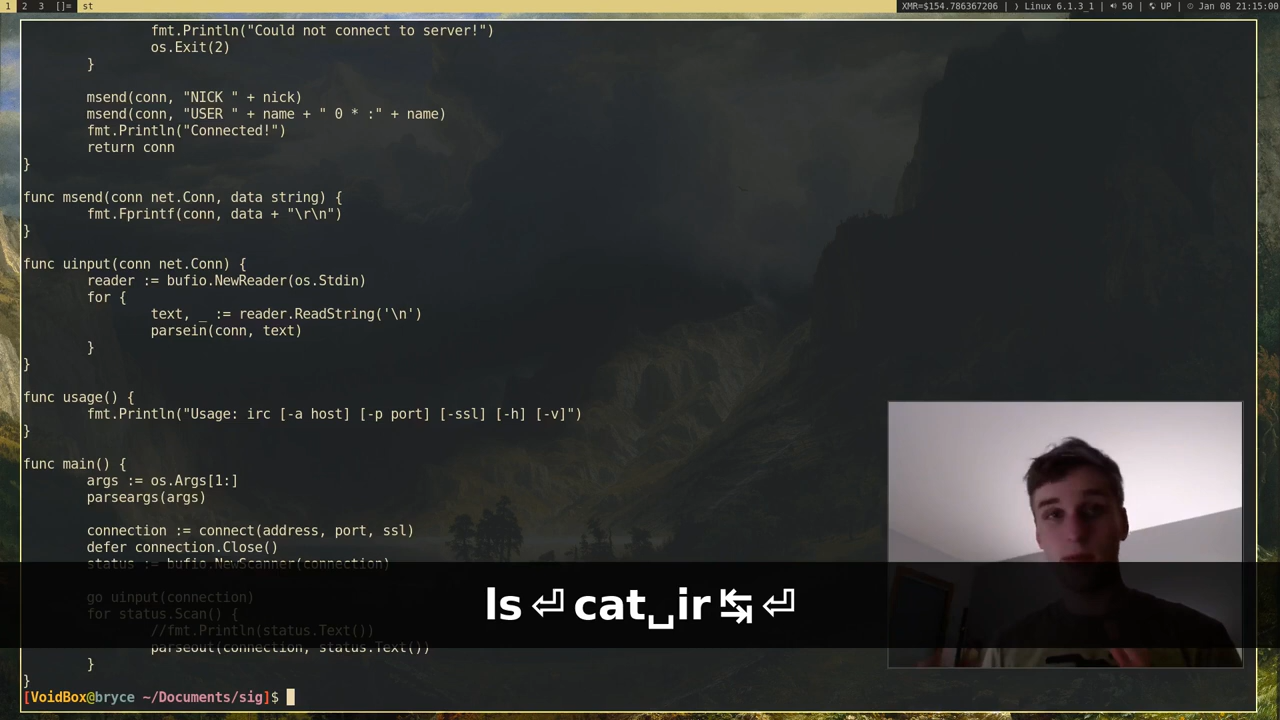 1 2 3 []= st XMR=$154.786367206 | Linux 6.1.3_1 | 50 | UP | Jan 08 21:15:00
fmt.Println("Could not connect to server!")
os.Exit(2)
}
msend(conn, "NICK " + nick)
msend(conn, "USER " + name + " 0 * :" + name)
fmt.Println("Connected!")
return conn
}
func msend(conn net.Conn, data string) {
fmt.Fprintf(conn, data + "\r\n")
}
func uinput(conn net.Conn) {
reader := bufio.NewReader(os.Stdin)
for {
text, _ := reader.ReadString('\n')
parsein(conn, text)
}
}
func usage() {
fmt.Println("Usage: irc [-a host] [-p port] [-ssl] [-h] [-v]")
}
func main() {
args := os.Args[1:]
parseargs(args)
connection := connect(address, port, ssl)
defer connection.Close()
status := bufio.NewScanner(connection)
go uinput(connection)
for status.Scan() {
//fmt.Println(status.Text())
parseout(connection, status.Text())
}
}
[VoidBox@bryce ~/Documents/sig]$
ls⏎cat␣ir↹⏎